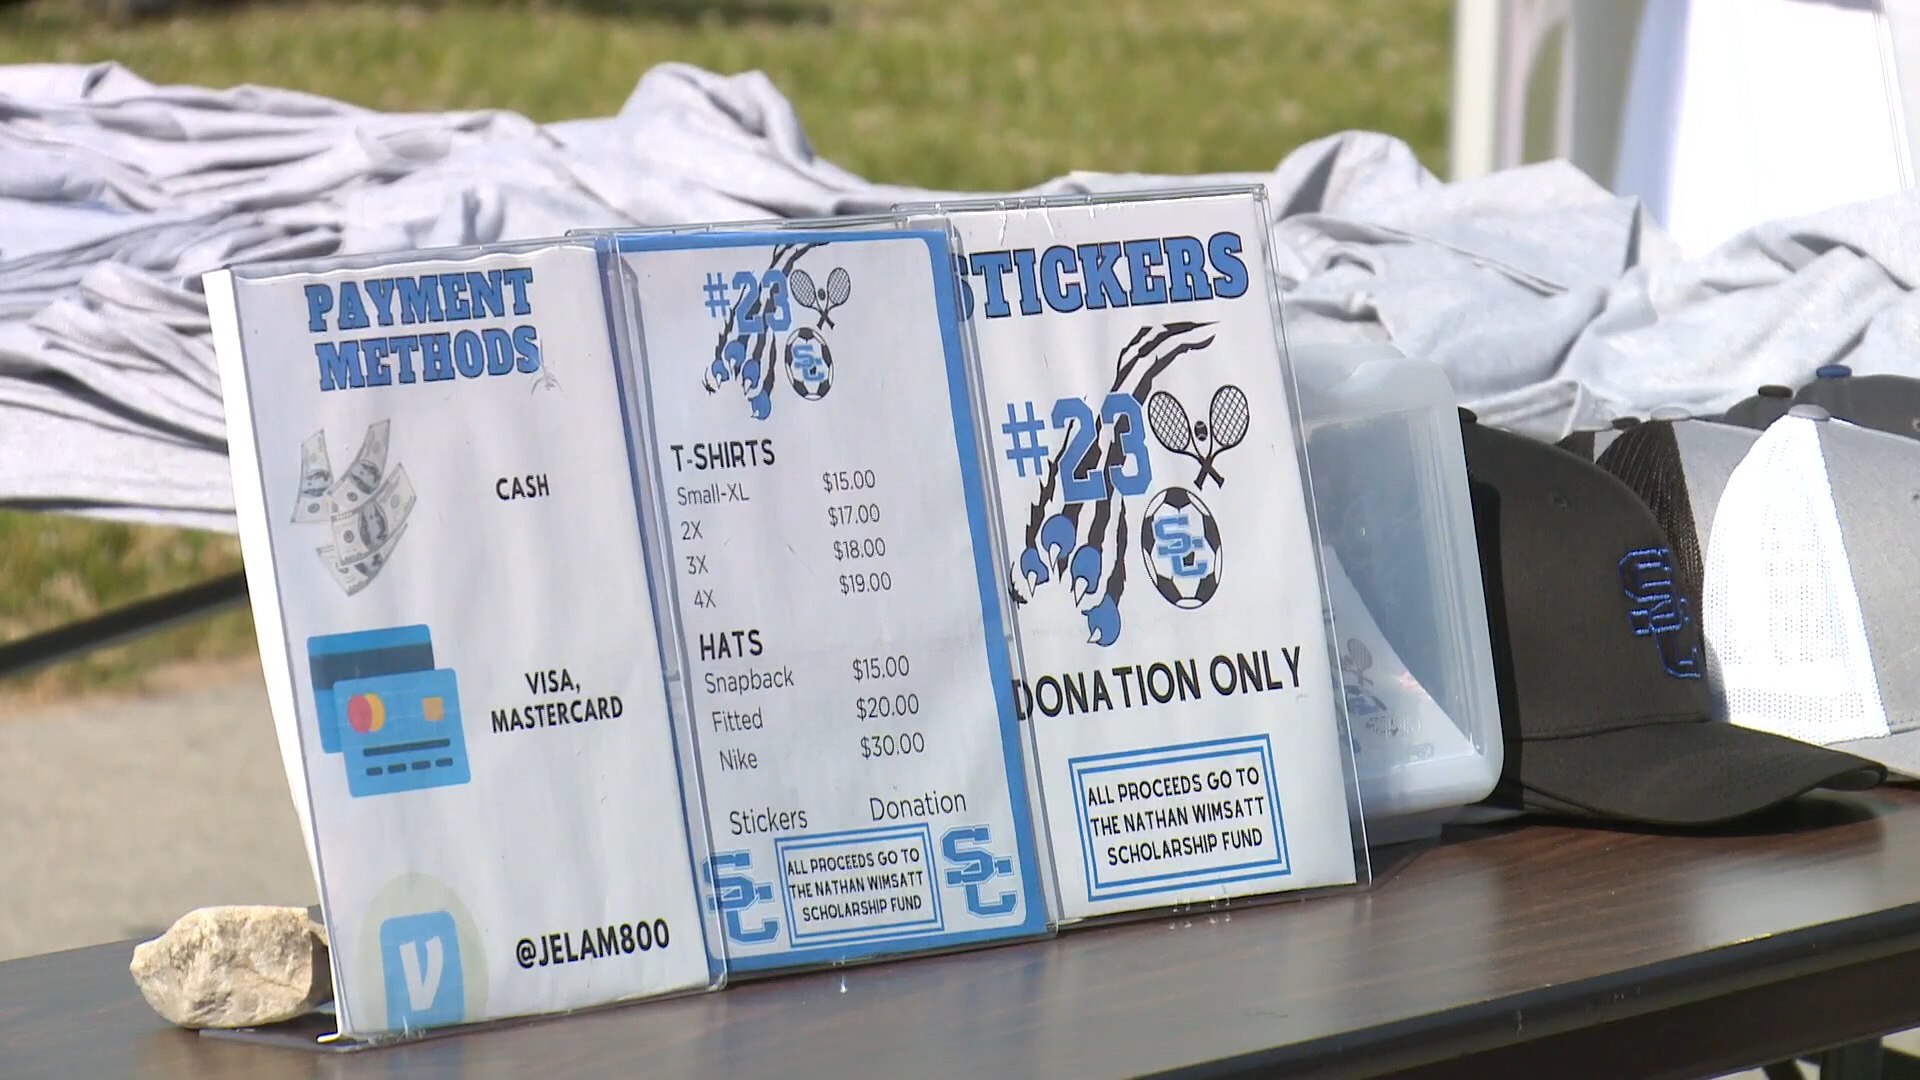 PAYMENT
METHODS
CASH
VISA,
MASTERCARD
V
@JELAM800
#23
SC
T-SHIRTS
Small-XL $15.00
2X $17.00
3X $18.00
4X $19.00
HATS
Snapback $15.00
Fitted $20.00
Nike $30.00
Stickers Donation
SC
ALL PROCEEDS GO TO
THE NATHAN WIMSATT
SCHOLARSHIP FUND
SC
STICKERS
#23
SC
DONATION ONLY
ALL PROCEEDS GO TO
THE NATHAN WIMSATT
SCHOLARSHIP FUND
SC